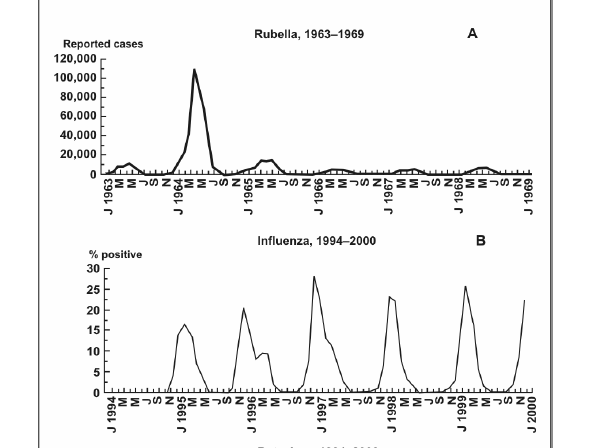 Rubella, 1963–1969 A
Reported cases
120,000
100,000
80,000
60,000
40,000
20,000
0
J 1963 M M J S N J 1964 M M J S N J 1965 M M J S N J 1966 M M J S N J 1967 M M J S N J 1968 M M J S N J 1969
Influenza, 1994–2000 B
% positive
30
25
20
15
10
5
0
J 1994 M M J S N J 1995 M M J S N J 1996 M M J S N J 1997 M M J S N J 1998 M M J S N J 1999 M M J S N J 2000